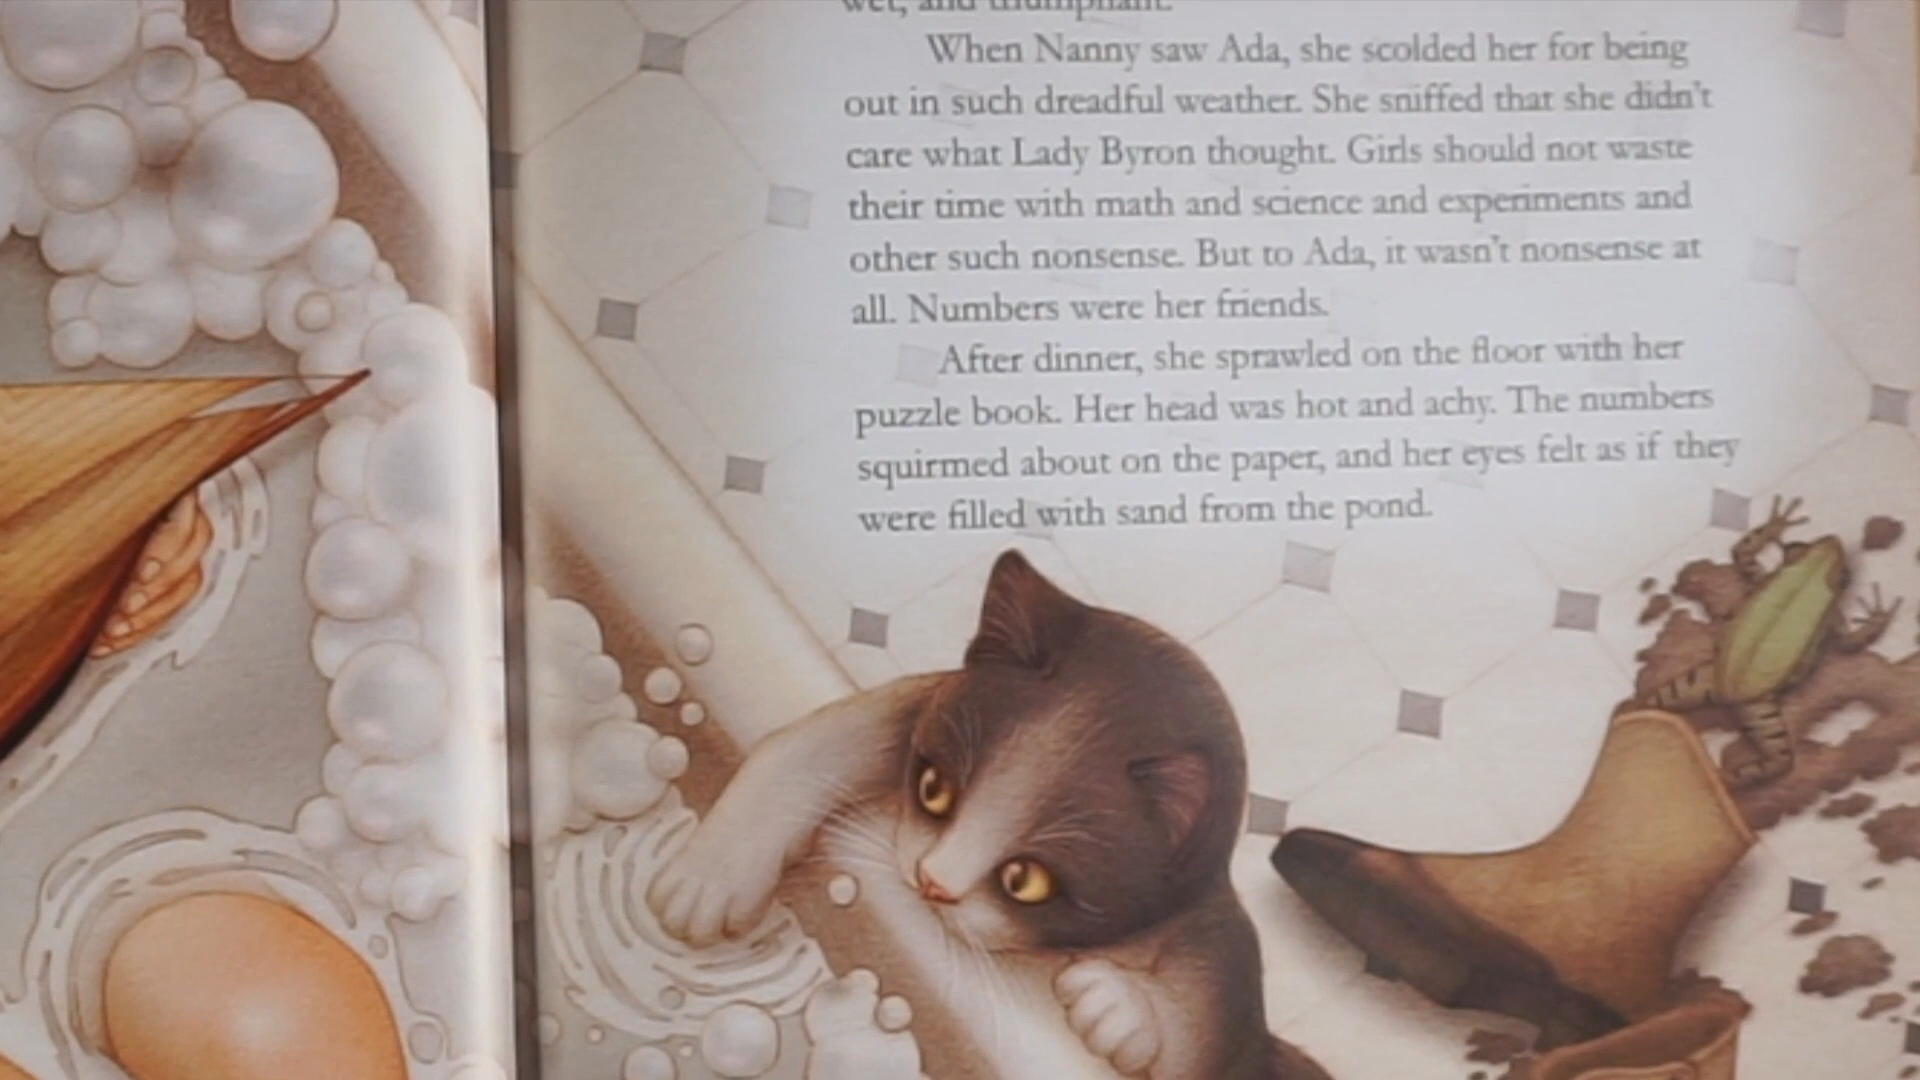 wet, and triumphant.
When Nanny saw Ada, she scolded her for being
out in such dreadful weather. She sniffed that she didn't
care what Lady Byron thought. Girls should not waste
their time with math and science and experiments and
other such nonsense. But to Ada, it wasn't nonsense at
all. Numbers were her friends.
After dinner, she sprawled on the floor with her
puzzle book. Her head was hot and achy. The numbers
squirmed about on the paper, and her eyes felt as if they
were filled with sand from the pond.